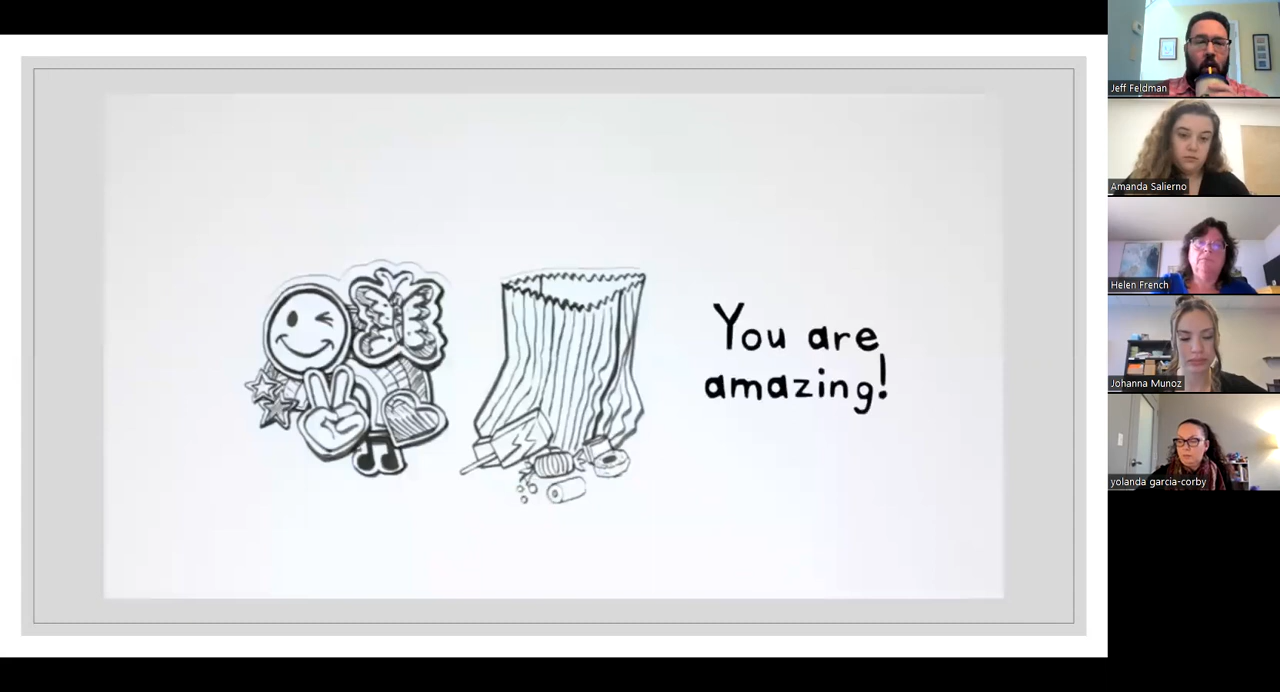 You are
amazing!
Jeff Feldman
Amanda Salierno
Helen French
Johanna Munoz
yolanda garcia-corby